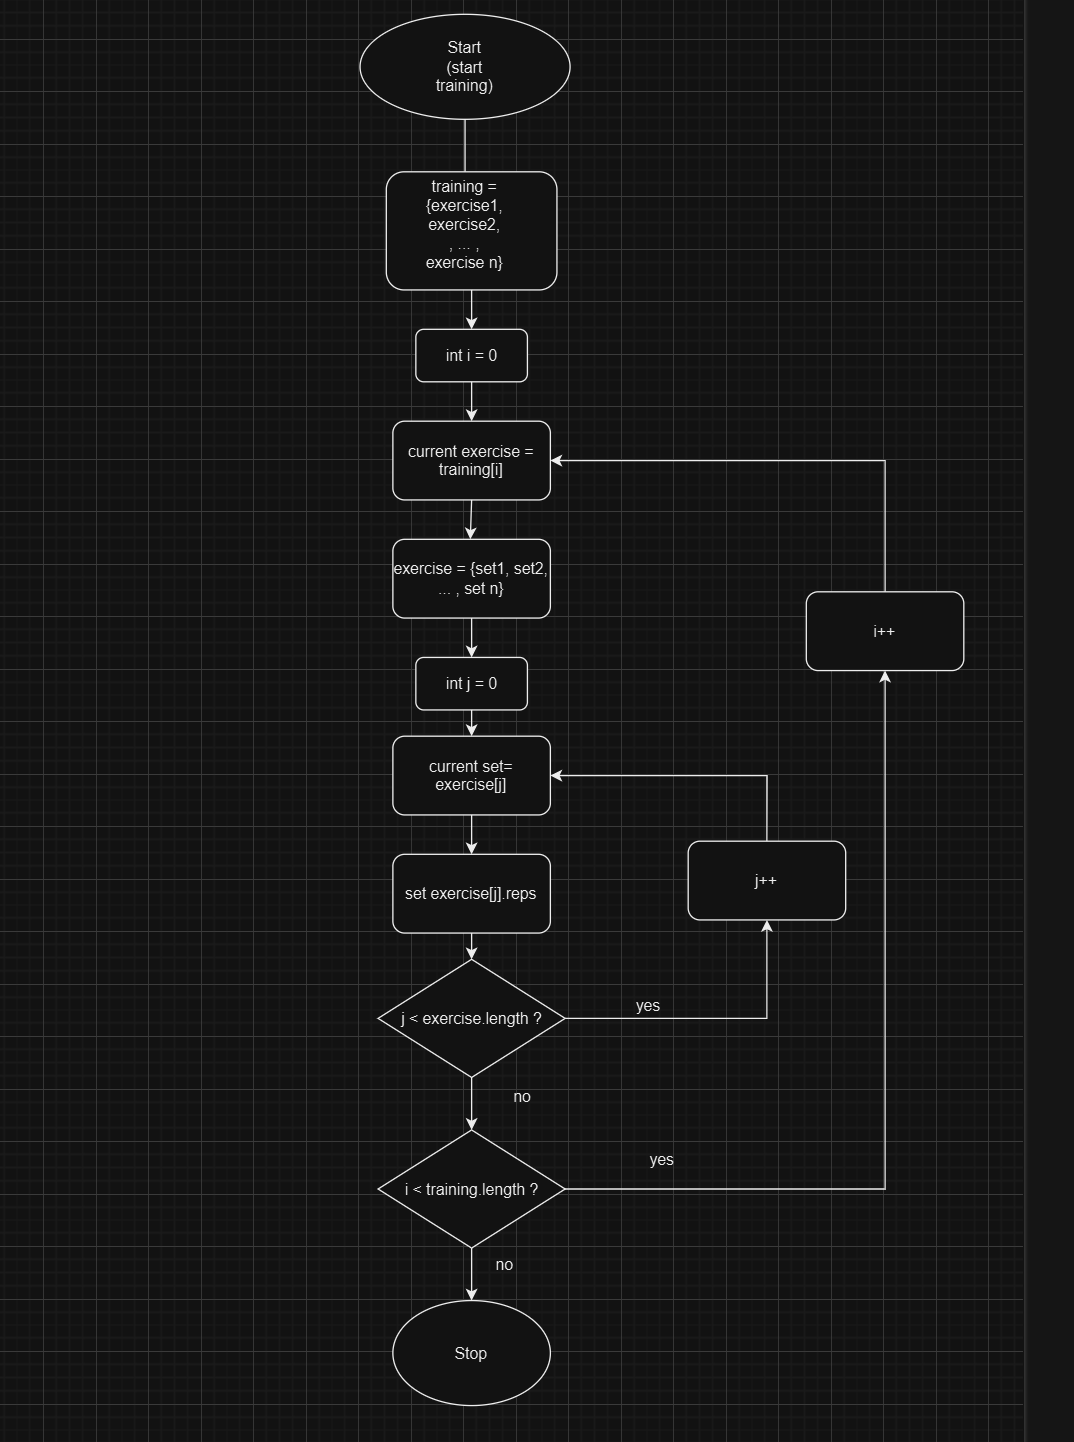 Start
(start
training)
training =
{exercise1,
exercise2,
, ... ,
exercise n}
int i = 0
current exercise =
training[i]
exercise = {set1, set2,
... , set n}
i++
int j = 0
current set=
exercise[j]
j++
set exercise[j].reps
yes
j < exercise.length ?
no
yes
i < training.length ?
no
Stop